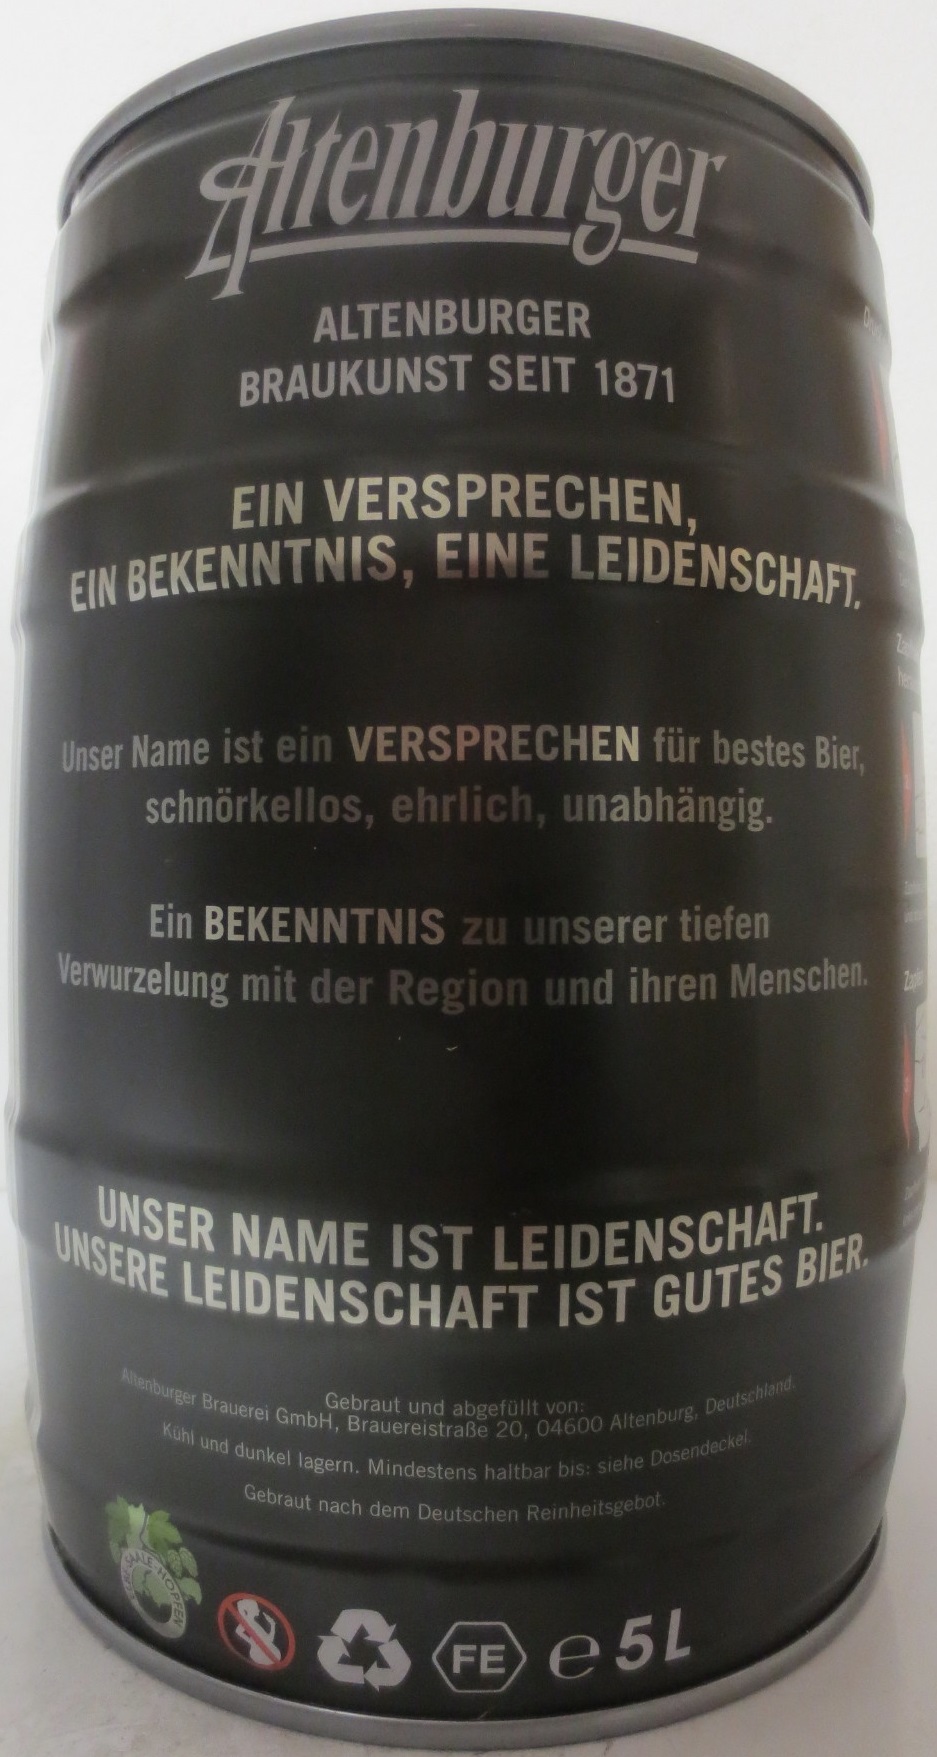 Altenburger
ALTENBURGER
BRAUKUNST SEIT 1871
EIN VERSPRECHEN,
EIN BEKENNTNIS, EINE LEIDENSCHAFT.
Unser Name ist ein VERSPRECHEN für bestes Bier,
schnörkellos, ehrlich, unabhängig.
Ein BEKENNTNIS zu unserer tiefen
Verwurzelung mit der Region und ihren Menschen.
UNSER NAME IST LEIDENSCHAFT.
UNSERE LEIDENSCHAFT IST GUTES BIER.
Gebraut und abgefüllt von:
Altenburger Brauerei GmbH, Brauereistraße 20, 04600 Altenburg, Deutschland.
Kühl und dunkel lagern. Mindestens haltbar bis: siehe Dosendeckel.
Gebraut nach dem Deutschen Reinheitsgebot.
SAALE-HOPFEN
FE e 5L